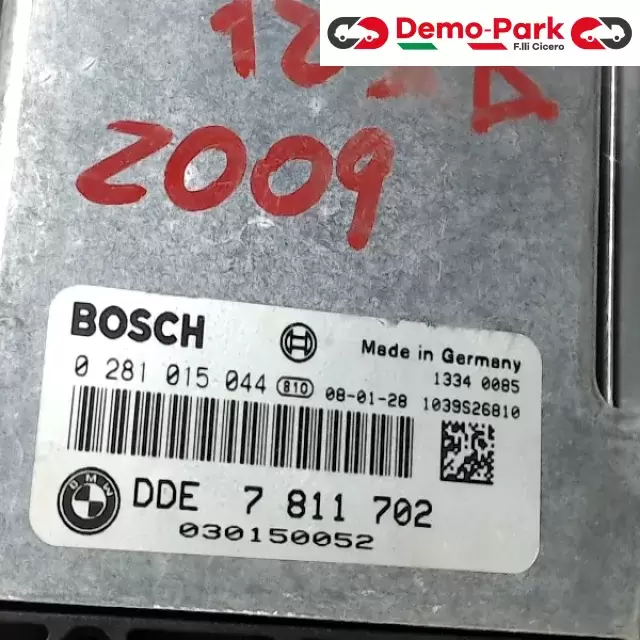 Demo-Park
F.lli Cicero
2009
BOSCH
Made in Germany
0 281 015 044 810 08-01-28
1334 0085
1039S26810
BMW
DDE 7 811 702
030150052